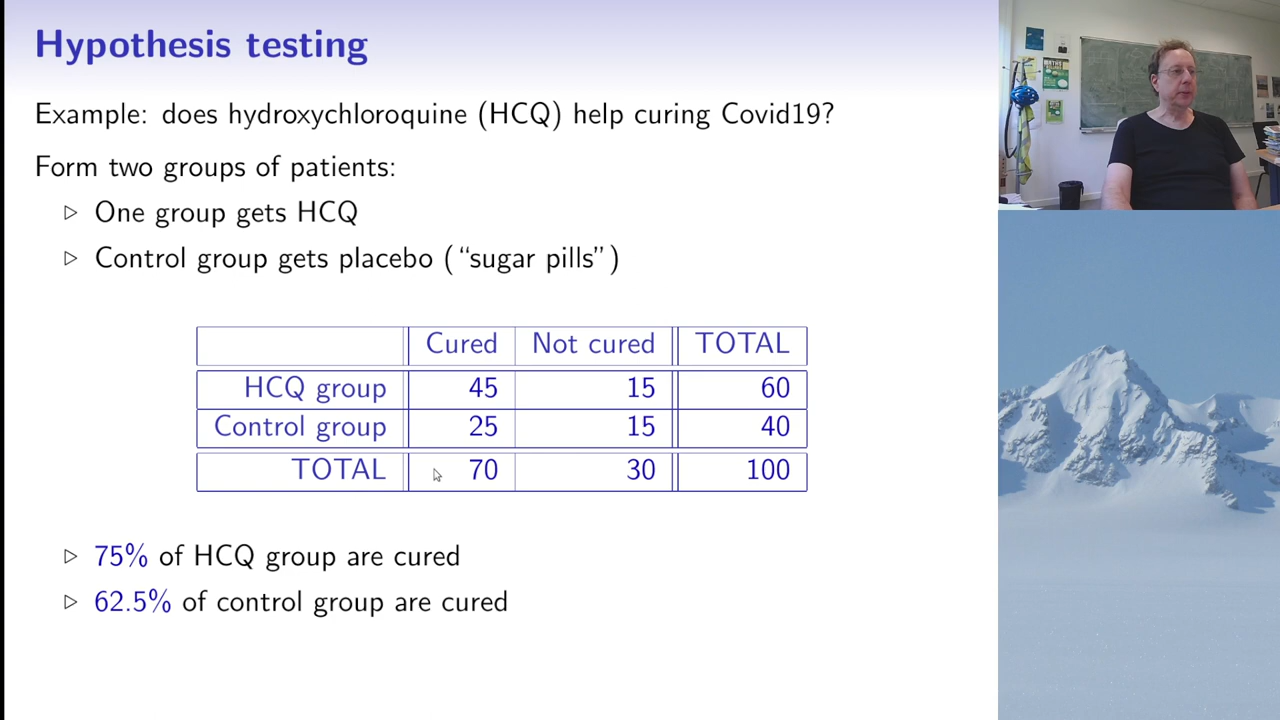 Hypothesis testing
Example: does hydroxychloroquine (HCQ) help curing Covid19?
Form two groups of patients:
▷ One group gets HCQ
▷ Control group gets placebo (“sugar pills”)
Cured Not cured TOTAL
HCQ group 45 15 60
Control group 25 15 40
TOTAL 70 30 100
▷ 75% of HCQ group are cured
▷ 62.5% of control group are cured